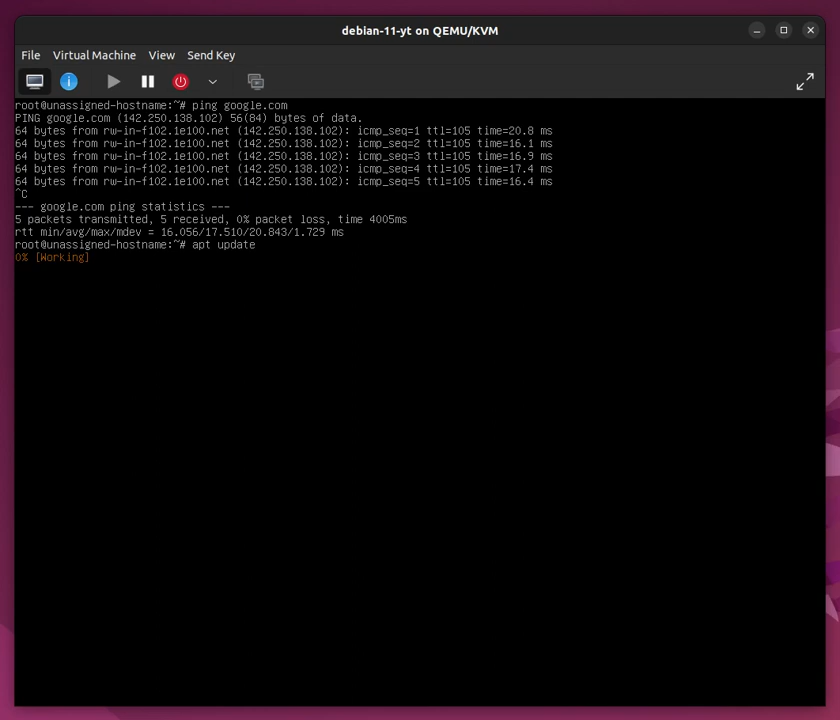 debian-11-yt on QEMU/KVM
File Virtual Machine View Send Key
root@unassigned-hostname:~# ping google.com
PING google.com (142.250.138.102) 56(84) bytes of data.
64 bytes from rw-in-f102.1e100.net (142.250.138.102): icmp_seq=1 ttl=105 time=20.8 ms
64 bytes from rw-in-f102.1e100.net (142.250.138.102): icmp_seq=2 ttl=105 time=16.1 ms
64 bytes from rw-in-f102.1e100.net (142.250.138.102): icmp_seq=3 ttl=105 time=16.9 ms
64 bytes from rw-in-f102.1e100.net (142.250.138.102): icmp_seq=4 ttl=105 time=17.4 ms
64 bytes from rw-in-f102.1e100.net (142.250.138.102): icmp_seq=5 ttl=105 time=16.4 ms
^C
--- google.com ping statistics ---
5 packets transmitted, 5 received, 0% packet loss, time 4005ms
rtt min/avg/max/mdev = 16.056/17.510/20.843/1.729 ms
root@unassigned-hostname:~# apt update
0% [Working]